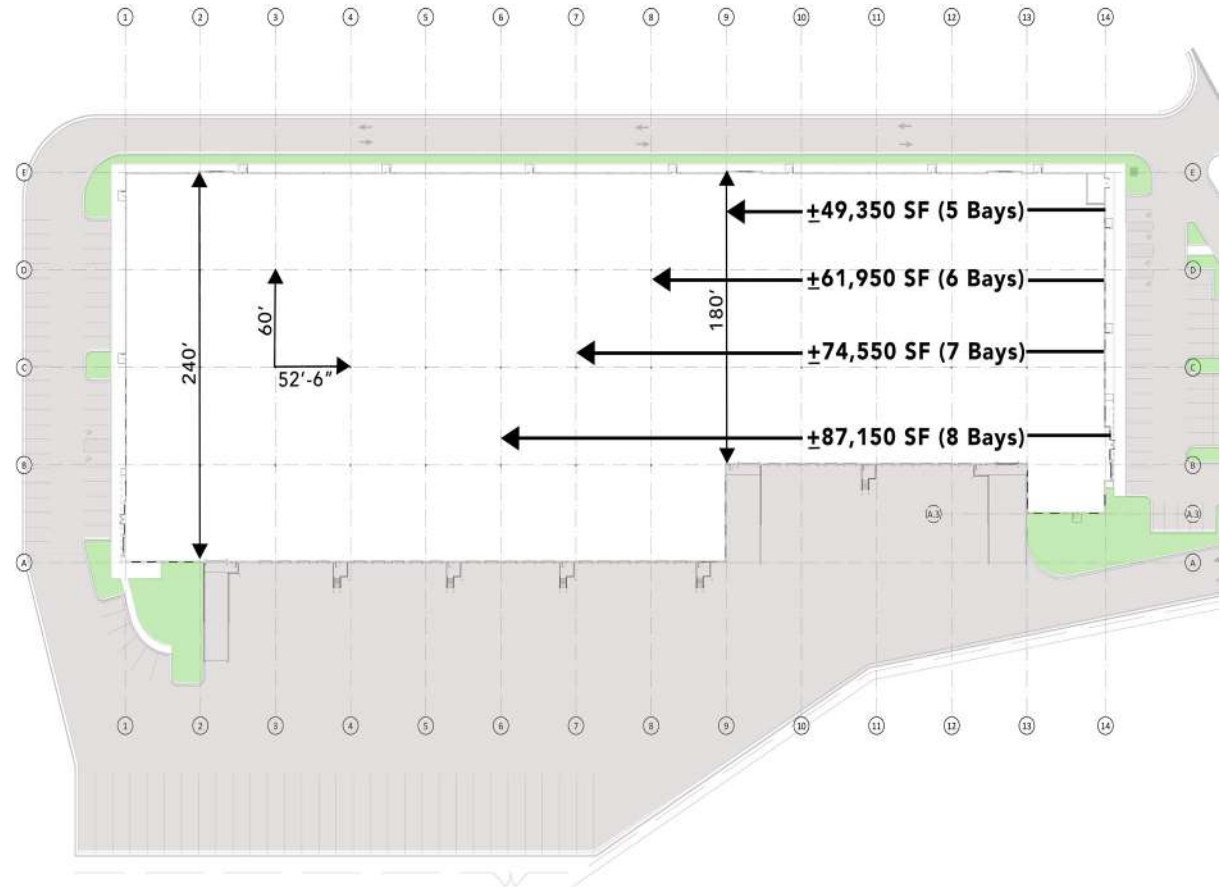 1 2 3 4 5 6 7 8 9 10 11 12 13 14
E E
±49,350 SF (5 Bays)
D D
±61,950 SF (6 Bays)
60'
180'
240'
±74,550 SF (7 Bays)
C C
52'-6"
±87,150 SF (8 Bays)
B B
A.3 A.3
A A
1 2 3 4 5 6 7 8 9 10 11 12 13 14